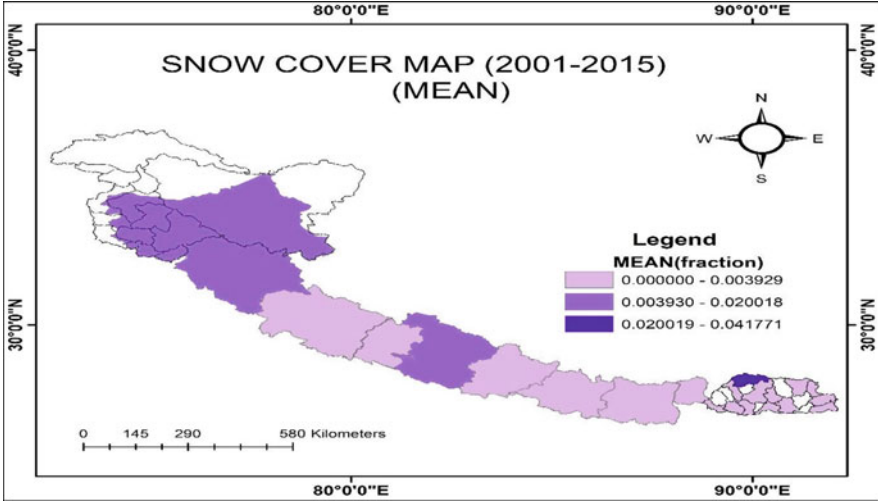 80°0'0"E 90°0'0"E
40°0'0"N 40°0'0"N
SNOW COVER MAP (2001-2015)
(MEAN)
N
W E
S
Legend
MEAN(fraction)
0.000000 - 0.003929
0.003930 - 0.020018
0.020019 - 0.041771
30°0'0"N 30°0'0"N
0 145 290 580 Kilometers
80°0'0"E 90°0'0"E